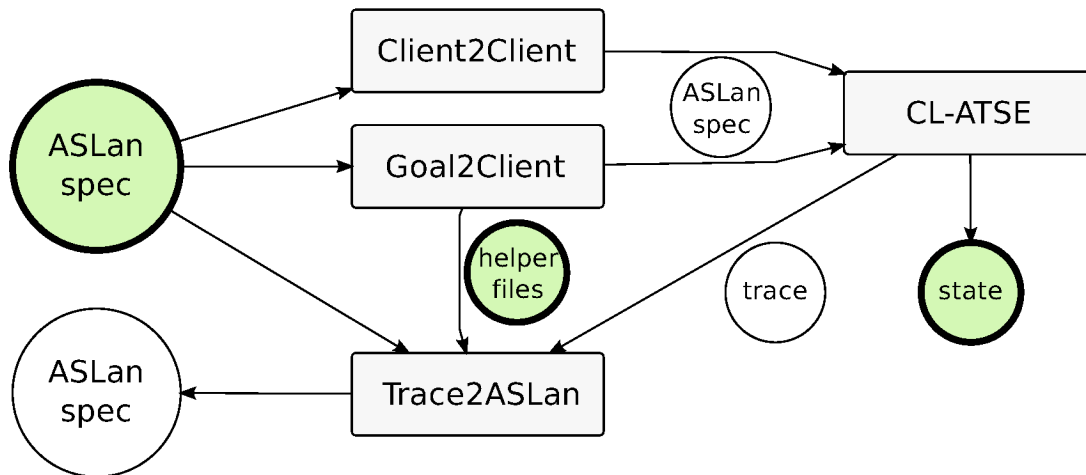 Client2Client
ASLan
spec
CL-ATSE
ASLan
spec
Goal2Client
helper
files
trace
state
ASLan
spec
Trace2ASLan